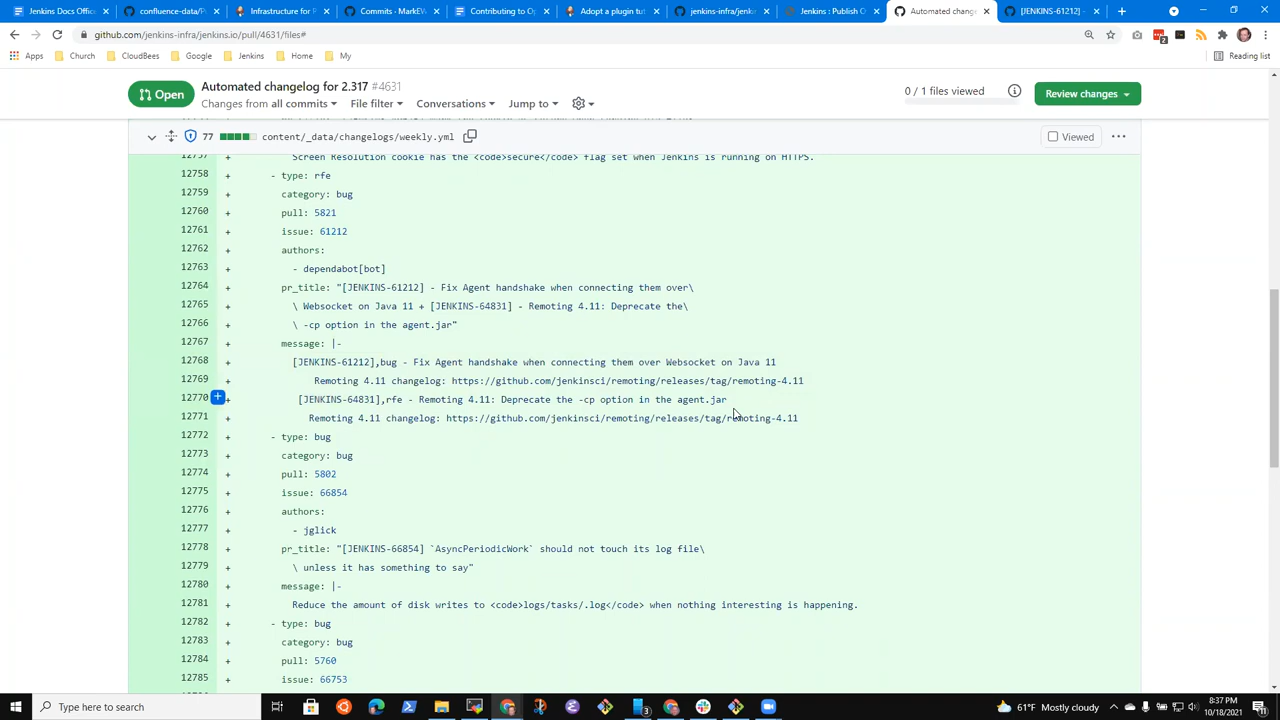 Jenkins Docs Office
confluence-data/P
Infrastructure for P
Commits · MarkEW
Contributing to Op
Adopt a plugin tut
jenkins-infra/jenk
Jenkins : Publish O
Automated change
[JENKINS-61212] -
github.com/jenkins-infra/jenkins.io/pull/4631/files#
2
Apps
Church
CloudBees
Google
Jenkins
Home
My
Reading list
Open
Automated changelog for 2.317 #4631
Changes from all commits
File filter
Conversations
Jump to
0 / 1 files viewed
Review changes
77
content/_data/changelogs/weekly.yml
Viewed
12757 + Screen Resolution cookie has the <code>secure</code> flag set when Jenkins is running on HTTPS.
12758 + - type: rfe
12759 + category: bug
12760 + pull: 5821
12761 + issue: 61212
12762 + authors:
12763 + - dependabot[bot]
12764 + pr_title: "[JENKINS-61212] - Fix Agent handshake when connecting them over\
12765 + \ Websocket on Java 11 + [JENKINS-64831] - Remoting 4.11: Deprecate the\
12766 + \ -cp option in the agent.jar"
12767 + message: |-
12768 + [JENKINS-61212],bug - Fix Agent handshake when connecting them over Websocket on Java 11
12769 + Remoting 4.11 changelog: https://github.com/jenkinsci/remoting/releases/tag/remoting-4.11
12770 + [JENKINS-64831],rfe - Remoting 4.11: Deprecate the -cp option in the agent.jar
12771 + Remoting 4.11 changelog: https://github.com/jenkinsci/remoting/releases/tag/remoting-4.11
12772 + - type: bug
12773 + category: bug
12774 + pull: 5802
12775 + issue: 66854
12776 + authors:
12777 + - jglick
12778 + pr_title: "[JENKINS-66854] `AsyncPeriodicWork` should not touch its log file\
12779 + \ unless it has something to say"
12780 + message: |-
12781 + Reduce the amount of disk writes to <code>logs/tasks/.log</code> when nothing interesting is happening.
12782 + - type: bug
12783 + category: bug
12784 + pull: 5760
12785 + issue: 66753
Type here to search
3
61°F Mostly cloudy
8:37 PM
10/18/2021